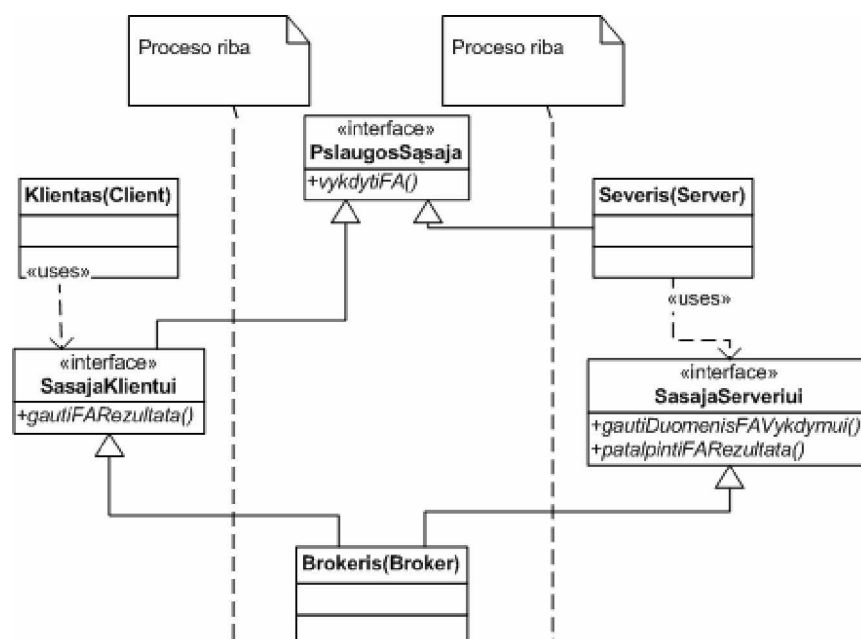 Proceso riba
Proceso riba
«interface»
PslaugosSąsaja
+vykdytiFA()
Klientas(Client)
Severis(Server)
«uses»
«uses»
«interface»
SasajaKlientui
+gautiFARezultata()
«interface»
SasajaServeriui
+gautiDuomenisFAVykdymui()
+patalpintiFARezultata()
Brokeris(Broker)